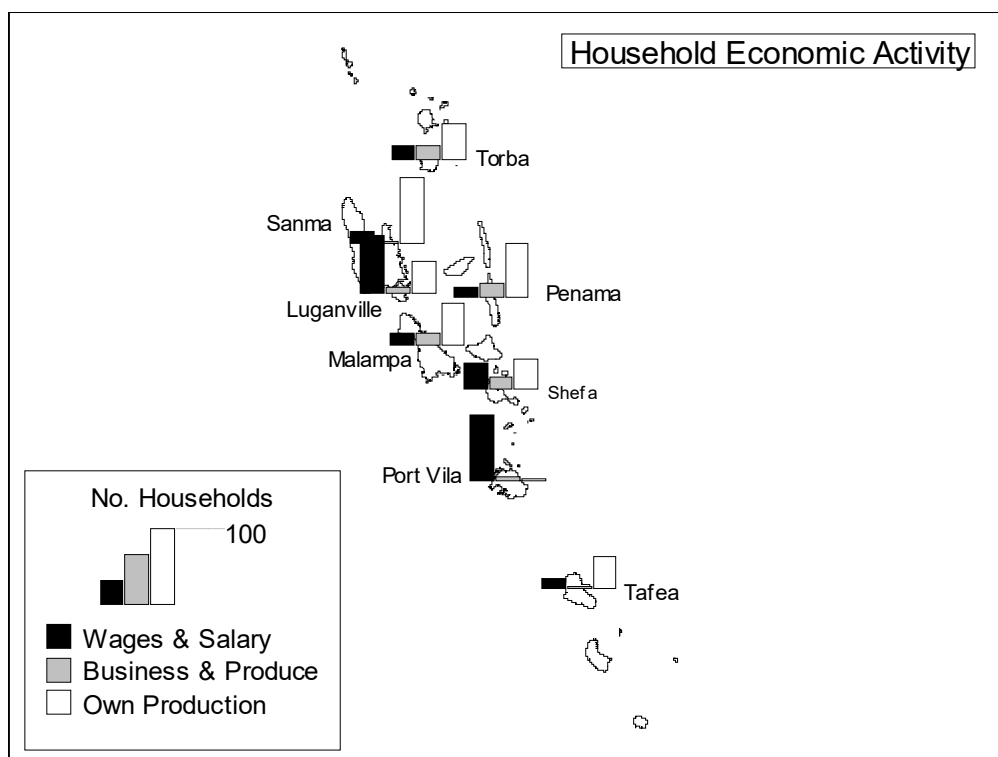 Household Economic Activity
Torba
Sanma
Penama
Luganville
Malampa
Shefa
Port Vila
No. Households
100
Wages & Salary
Business & Produce
Own Production
Tafea